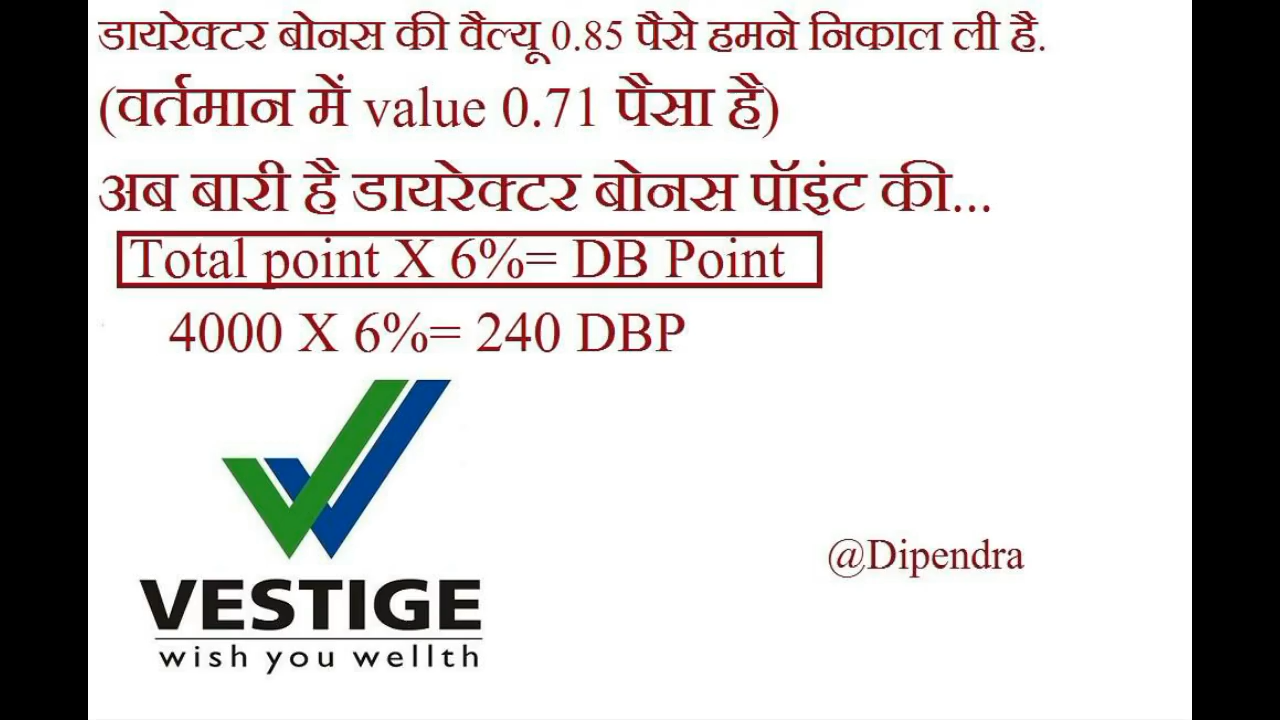 डायरेक्टर बोनस की वैल्यू 0.85 पैसे हमने निकाल ली है.
(वर्तमान में value 0.71 पैसा है)
अब बारी है डायरेक्टर बोनस पॉइंट की...
Total point X 6%= DB Point
4000 X 6%= 240 DBP
@Dipendra
VESTIGE
wish you wellth